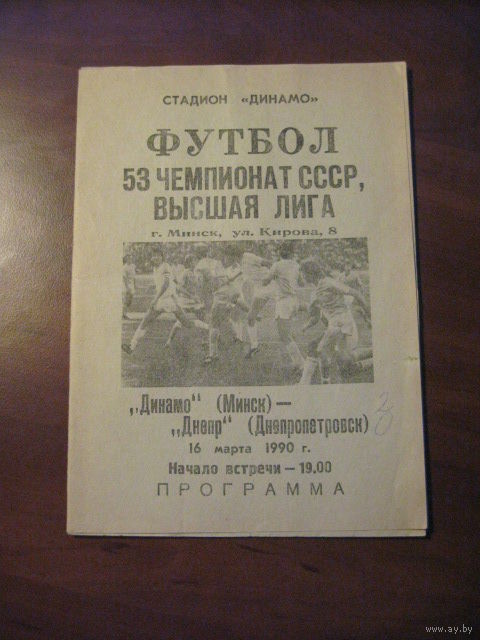 СТАДИОН «ДИНАМО»
ФУТБОЛ
53 ЧЕМПИОНАТ СССР,
ВЫСШАЯ ЛИГА
г. Минск, ул. Кирова, 8
„Динамо“ (Минск) —
„Днепр“ (Днепропетровск)
16 марта 1990 г.
Начало встречи — 19.00
ПРОГРАММА
www.ay.by